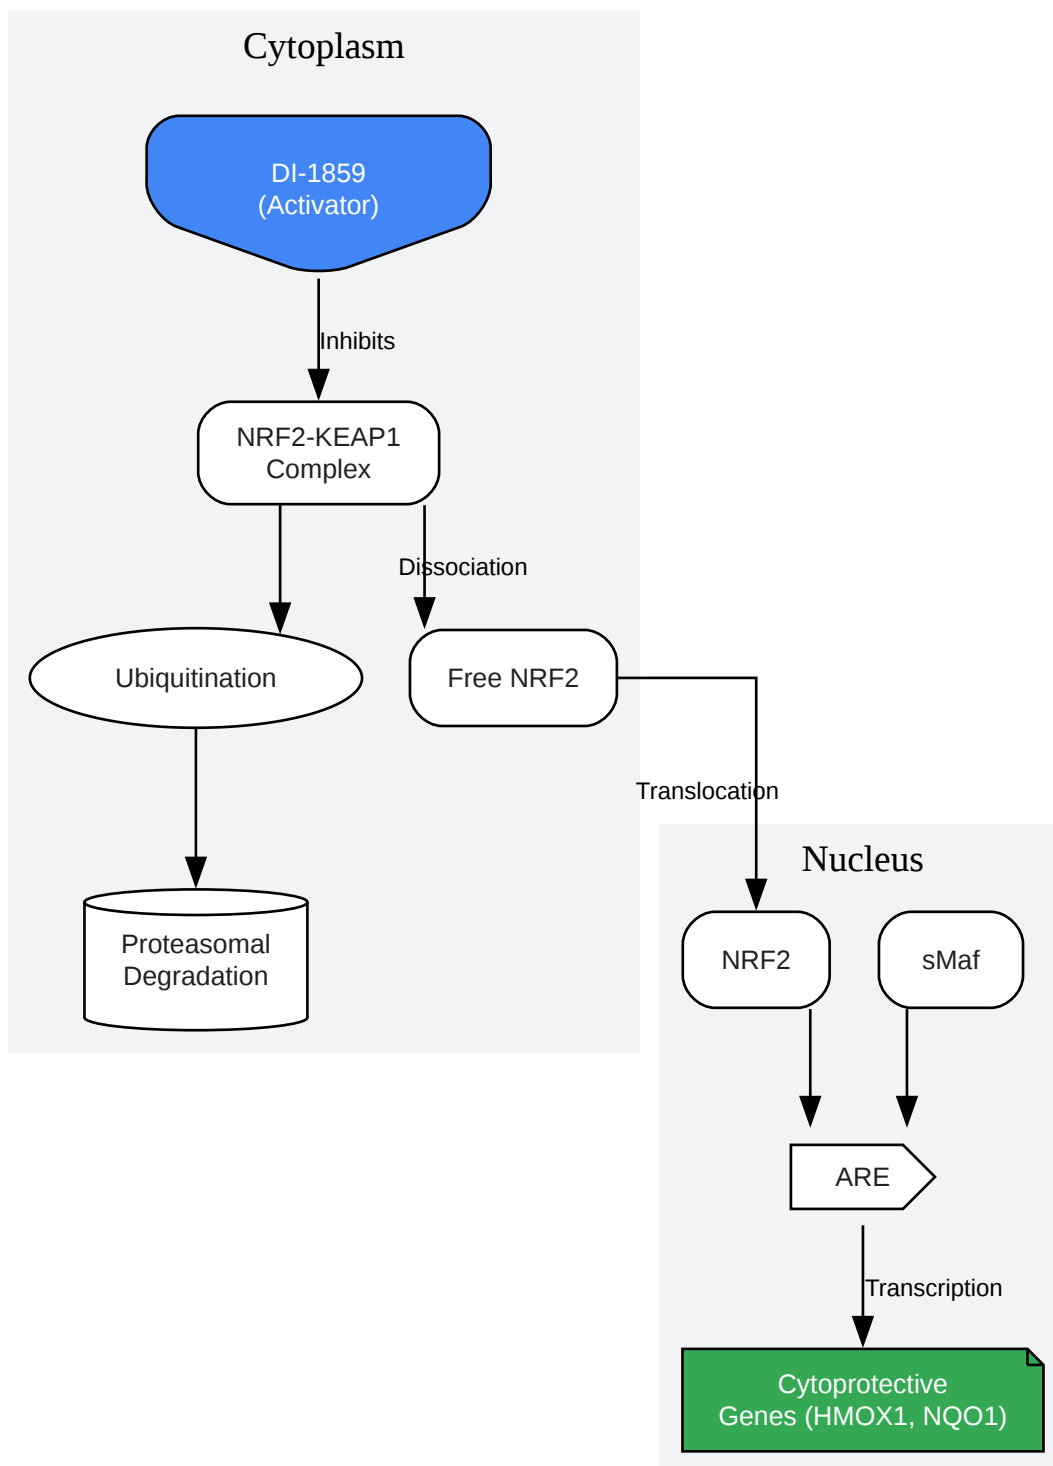 Cytoplasm
DI-1859
(Activator)
Inhibits
NRF2-KEAP1
Complex
Dissociation
Ubiquitination
Free NRF2
Translocation
Proteasomal
Degradation
Nucleus
NRF2
sMaf
ARE
Transcription
Cytoprotective
Genes (HMOX1, NQO1)